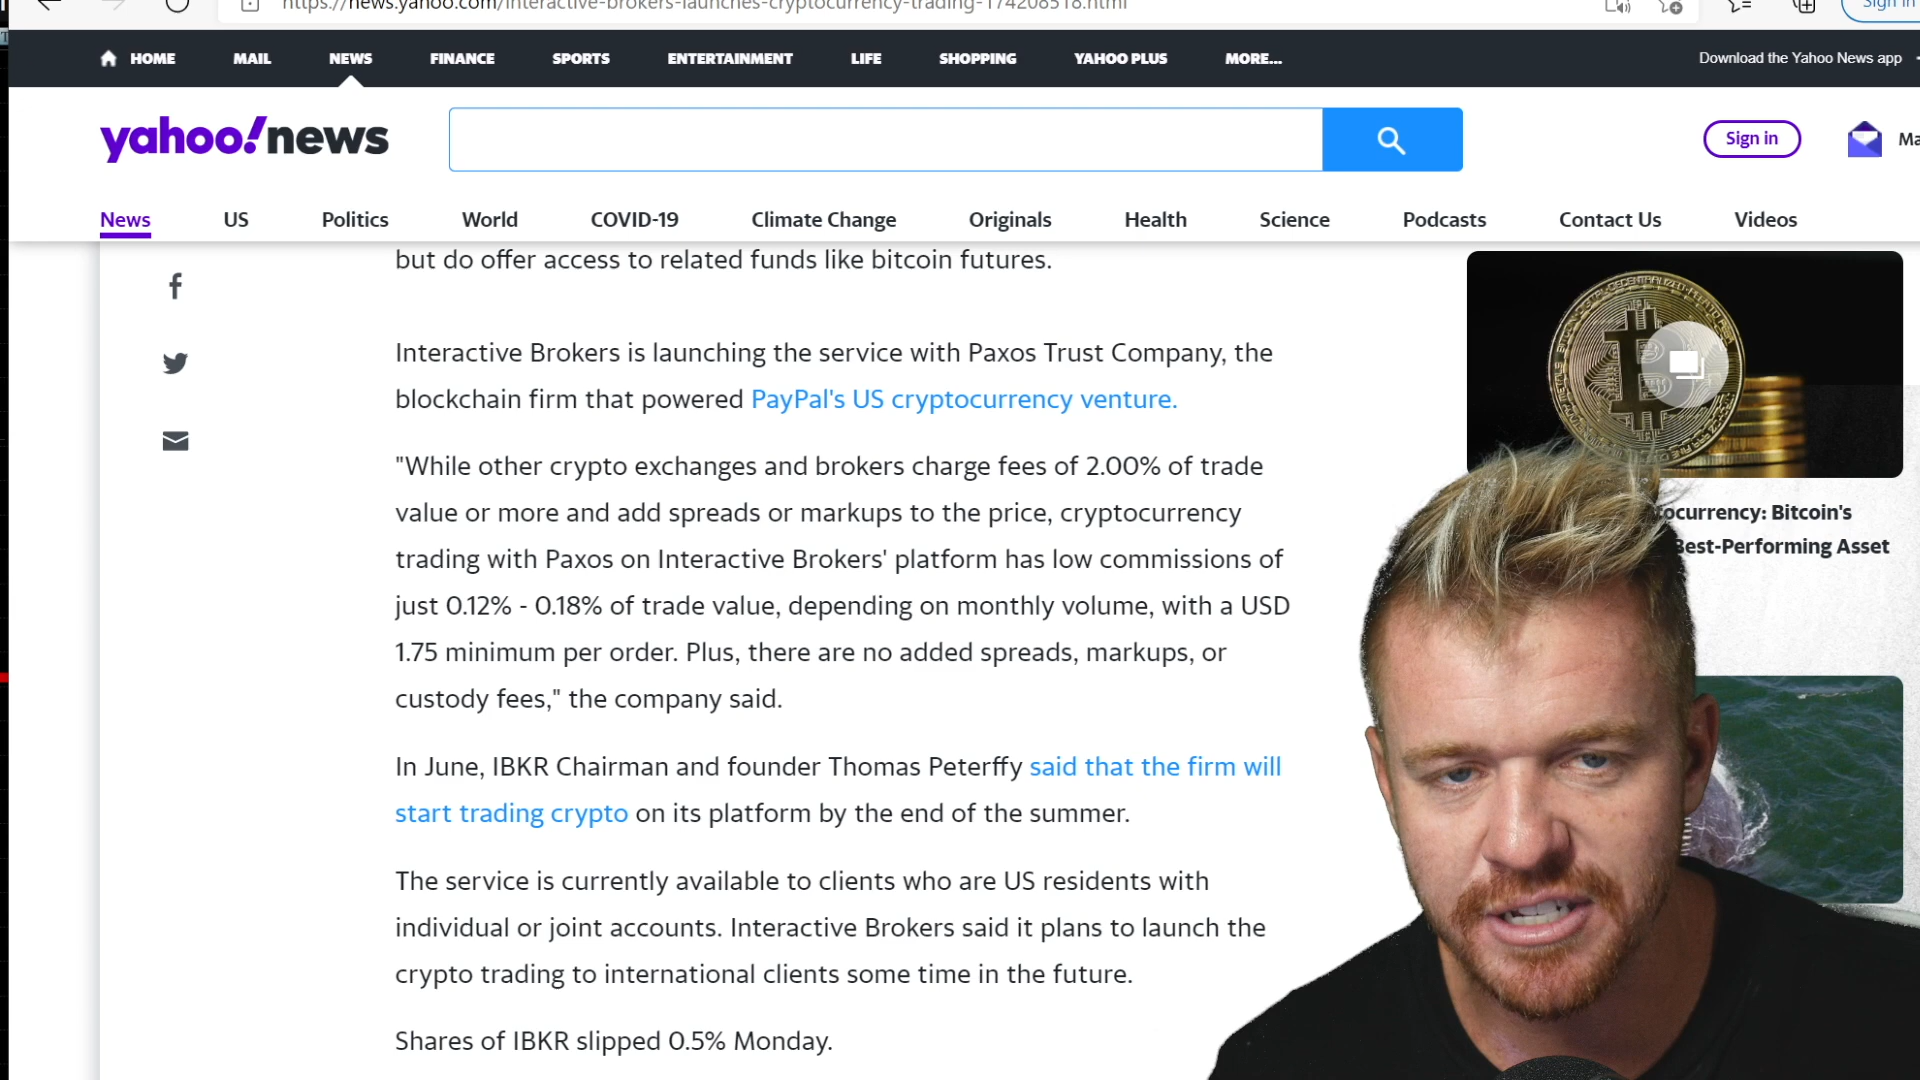 https://news.yahoo.com/interactive-brokers-launches-cryptocurrency-trading-174208518.html
Sign in
HOME MAIL NEWS FINANCE SPORTS ENTERTAINMENT LIFE SHOPPING YAHOO PLUS MORE... Download the Yahoo News app
yahoo!news
Sign in
Ma
News US Politics World COVID-19 Climate Change Originals Health Science Podcasts Contact Us Videos
but do offer access to related funds like bitcoin futures.
Interactive Brokers is launching the service with Paxos Trust Company, the
blockchain firm that powered PayPal's US cryptocurrency venture.
"While other crypto exchanges and brokers charge fees of 2.00% of trade
value or more and add spreads or markups to the price, cryptocurrency
trading with Paxos on Interactive Brokers' platform has low commissions of
just 0.12% - 0.18% of trade value, depending on monthly volume, with a USD
1.75 minimum per order. Plus, there are no added spreads, markups, or
custody fees," the company said.
In June, IBKR Chairman and founder Thomas Peterffy said that the firm will
start trading crypto on its platform by the end of the summer.
The service is currently available to clients who are US residents with
individual or joint accounts. Interactive Brokers said it plans to launch the
crypto trading to international clients some time in the future.
Shares of IBKR slipped 0.5% Monday.
tocurrency: Bitcoin's
Best-Performing Asset